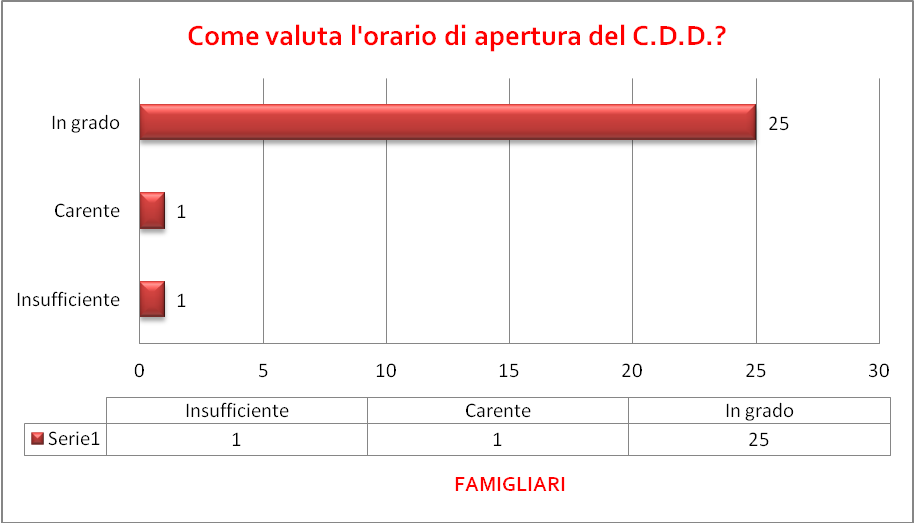 Come valuta l'orario di apertura del C.D.D.?
In grado
25
Carente
1
Insufficiente
1
0 5 10 15 20 25 30
Insufficiente Carente In grado
Serie1 1 1 25
FAMIGLIARI